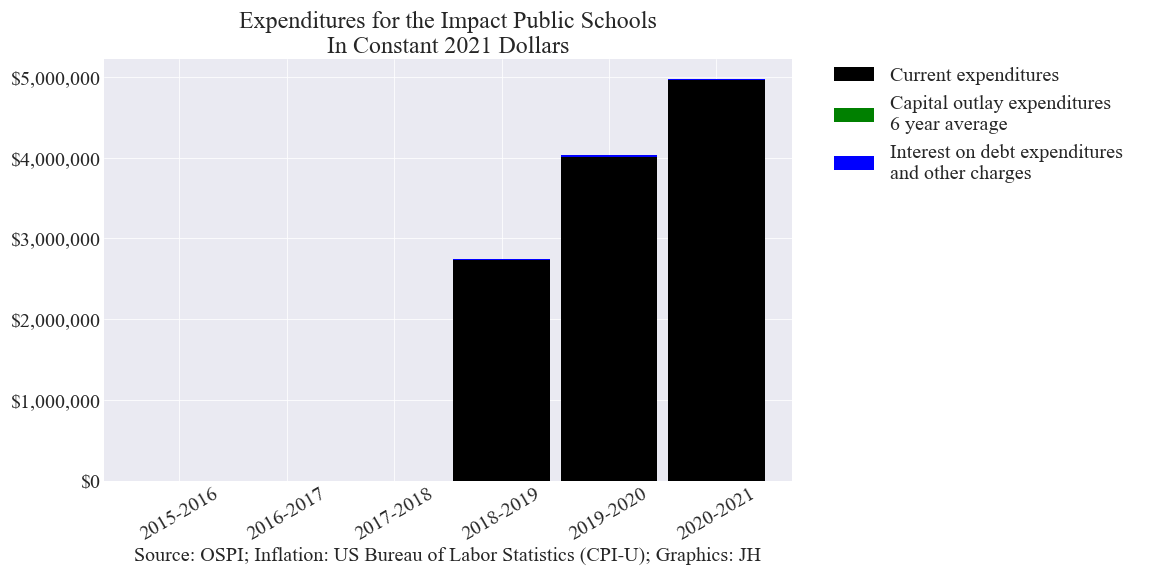 Expenditures for the Impact Public Schools
In Constant 2021 Dollars
$5,000,000
$4,000,000
$3,000,000
$2,000,000
$1,000,000
$0
2015-2016
2016-2017
2017-2018
2018-2019
2019-2020
2020-2021
Source: OSPI; Inflation: US Bureau of Labor Statistics (CPI-U); Graphics: JH
Current expenditures
Capital outlay expenditures
6 year average
Interest on debt expenditures
and other charges